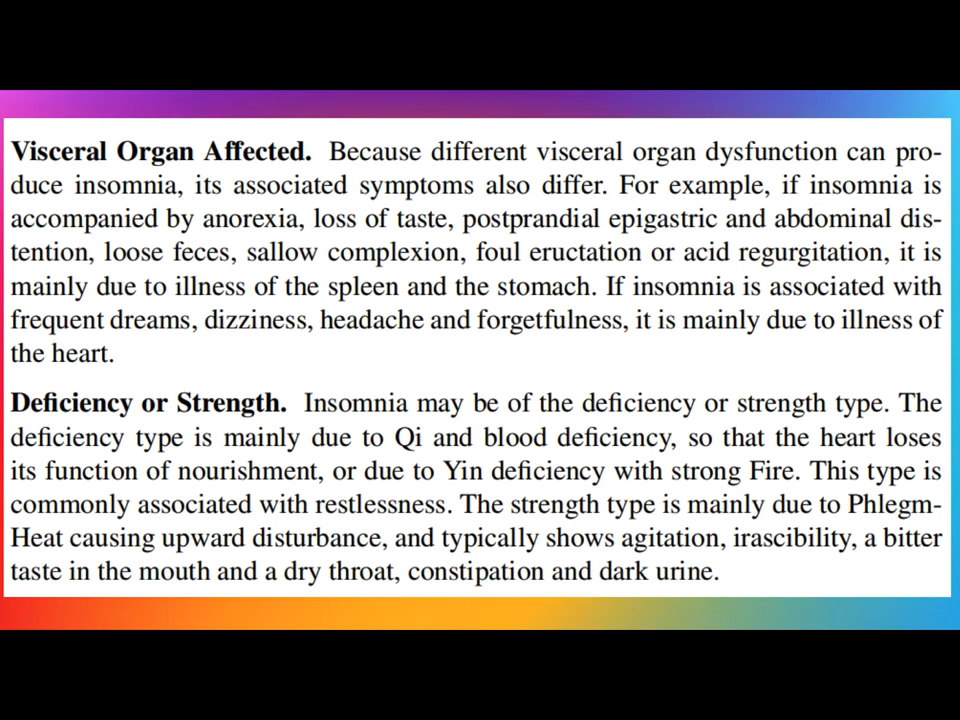 Visceral Organ Affected. Because different visceral organ dysfunction can pro-
duce insomnia, its associated symptoms also differ. For example, if insomnia is
accompanied by anorexia, loss of taste, postprandial epigastric and abdominal dis-
tention, loose feces, sallow complexion, foul eructation or acid regurgitation, it is
mainly due to illness of the spleen and the stomach. If insomnia is associated with
frequent dreams, dizziness, headache and forgetfulness, it is mainly due to illness of
the heart.
Deficiency or Strength. Insomnia may be of the deficiency or strength type. The
deficiency type is mainly due to Qi and blood deficiency, so that the heart loses
its function of nourishment, or due to Yin deficiency with strong Fire. This type is
commonly associated with restlessness. The strength type is mainly due to Phlegm-
Heat causing upward disturbance, and typically shows agitation, irascibility, a bitter
taste in the mouth and a dry throat, constipation and dark urine.